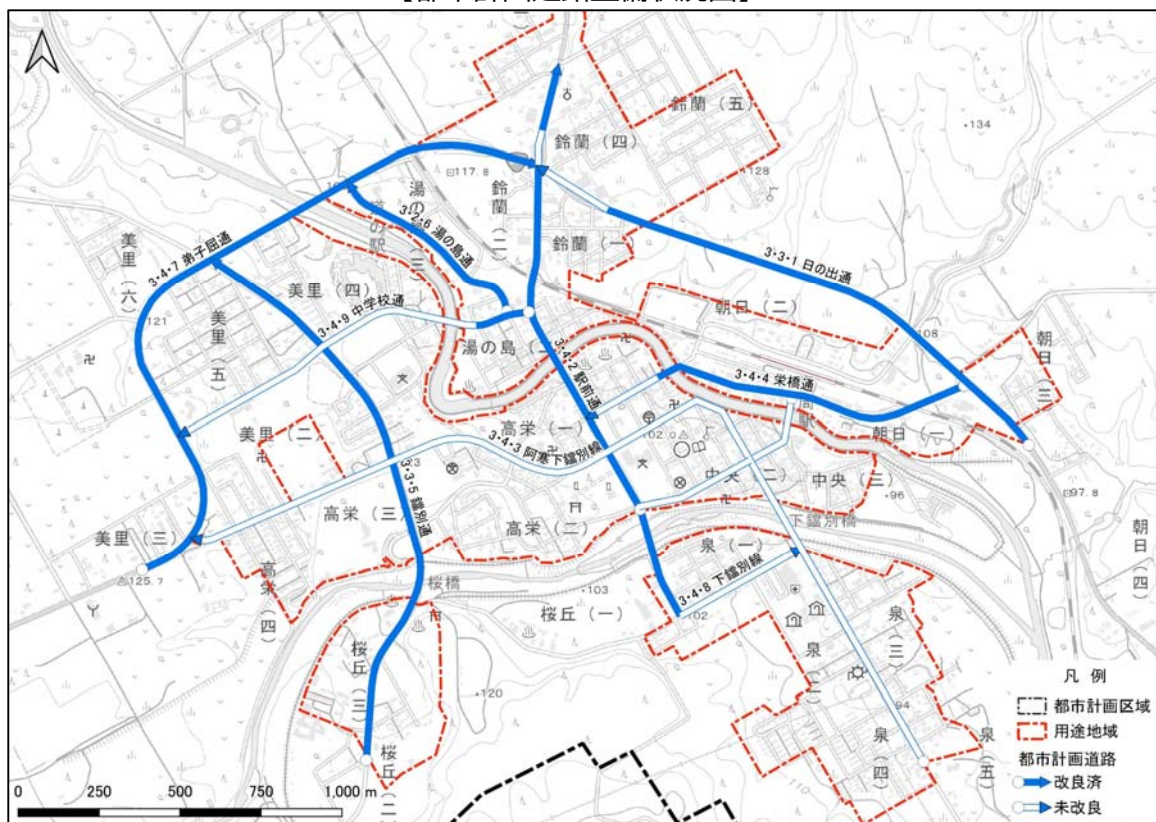 鈴蘭(五)
・134
鈴蘭(四)
128
117.8
鈴蘭(二)
湯の島(三)
道の駅
3・2・6 湯の島通
鈴蘭(一)
3・3・1 日の出通
美里(六)
3・4・7 弟子屈通
美里(四)
朝日(二)
108
朝日(三)
121
美里(五)
3・4・9 中学校通
湯の島(二)
3・4・2 駅前通
3・4・4 栄橋通
美里(二)
高栄(一)
3・4・3 阿寒下鐺別線
102
朝日(一)
3・3・5 鐺別通
中央(二)
中央(三)
・96
97.8
高栄(三)
高栄(二)
下鐺別橋
美里(三)
125.7
高栄(四)
泉(一)
朝日(四)
桜橋
・103
3・4・8 下鐺別線
桜丘(一)
102
泉(二)
泉(三)
桜丘(三)
・120
94
桜丘(二)
泉(四)
泉(五)
110
凡 例
都市計画区域
用途地域
都市計画道路
改良済
未改良
0 250 500 750 1,000 m